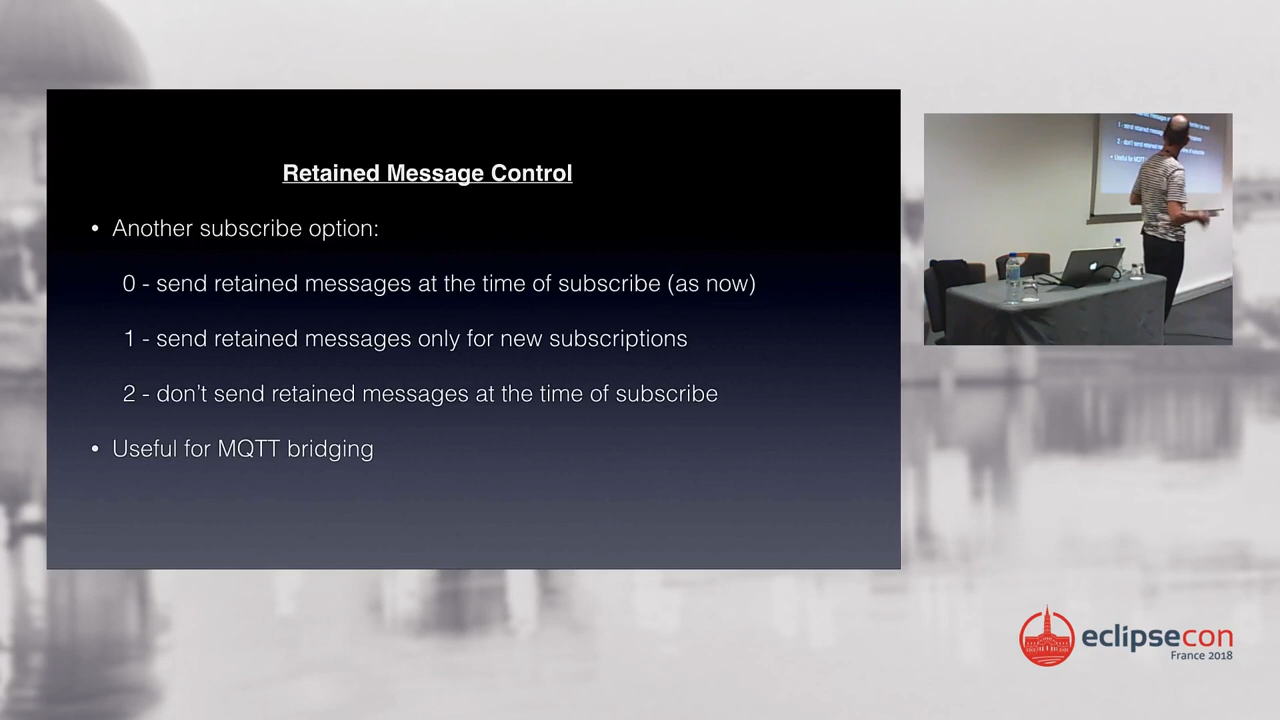 Retained Message Control
• Another subscribe option:
0 - send retained messages at the time of subscribe (as now)
1 - send retained messages only for new subscriptions
2 - don’t send retained messages at the time of subscribe
• Useful for MQTT bridging
eclipsecon
France 2018